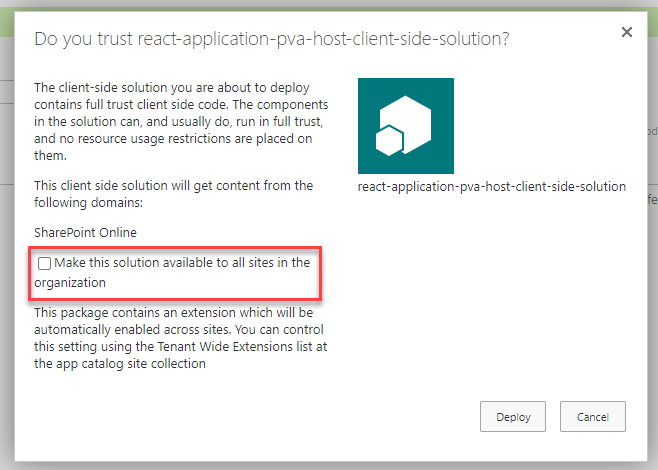 Do you trust react-application-pva-host-client-side-solution?
The client-side solution you are about to deploy
contains full trust client side code. The components
in the solution can, and usually do, run in full trust,
and no resource usage restrictions are placed on
them.
This client side solution will get content from the
following domains:
SharePoint Online
Make this solution available to all sites in the
organization
This package contains an extension which will be
automatically enabled across sites. You can control
this setting using the Tenant Wide Extensions list at
the app catalog site collection
react-application-pva-host-client-side-solution
Deploy
Cancel